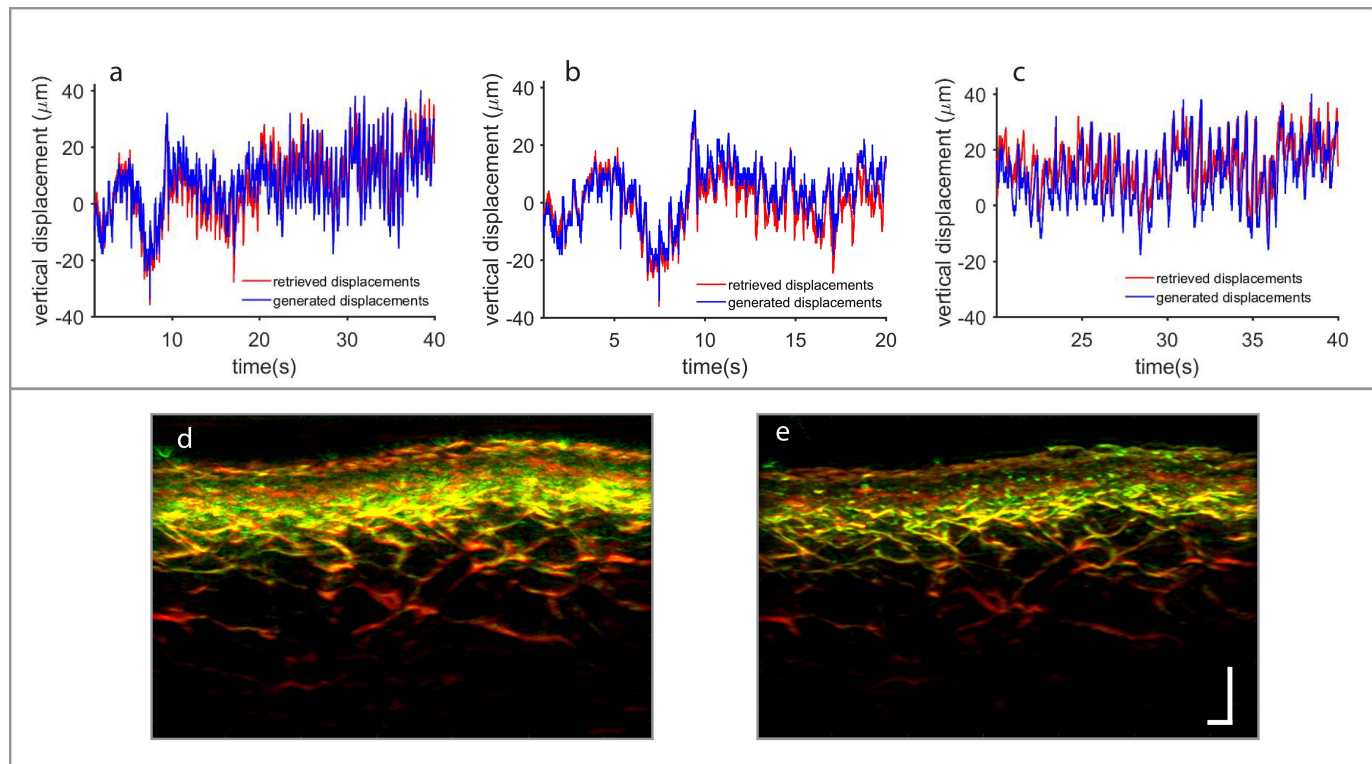 a
vertical displacement (μm)
40
20
0
-20
-40
10
20
30
40
time(s)
retrieved displacements
generated displacements
b
vertical displacement (μm)
40
20
0
-20
-40
5
10
15
20
time(s)
retrieved displacements
generated displacements
c
vertical displacement (μm)
40
20
0
-20
-40
25
30
35
40
time(s)
retrieved displacements
generated displacements
d
e